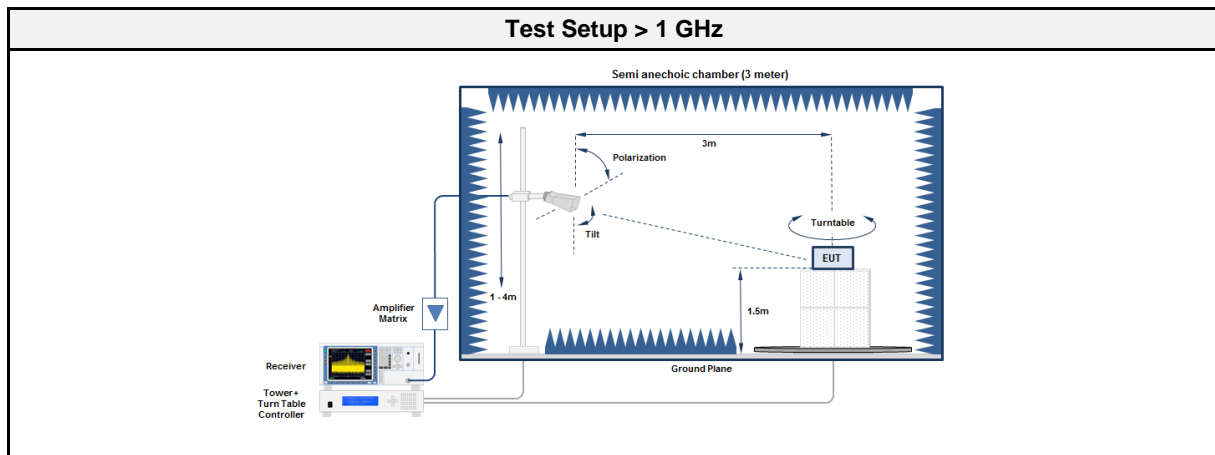 Test Setup > 1 GHz
Semi anechoic chamber (3 meter)
3m
Polarization
Turntable
Tilt
EUT
1 - 4m
1.5m
Amplifier
Matrix
Ground Plane
Receiver
Tower+
Turn Table
Controller